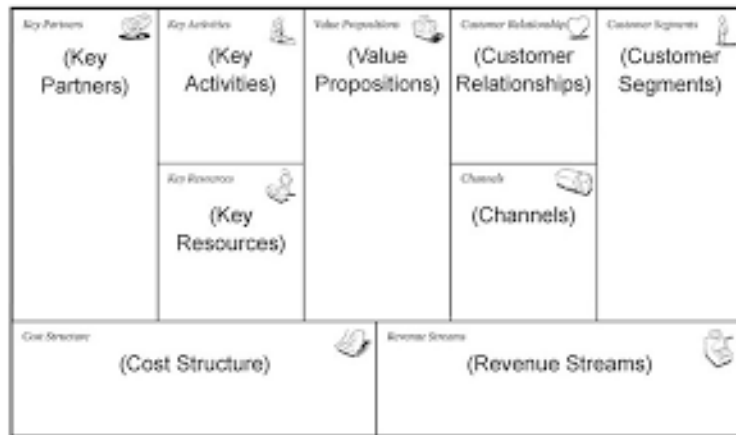 Key Partners
(Key
Partners)
Key Activities
(Key
Activities)
Value Propositions
(Value
Propositions)
Customer Relationships
(Customer
Relationships)
Customer Segments
(Customer
Segments)
Key Resources
(Key
Resources)
Channels
(Channels)
Cost Structure
(Cost Structure)
Revenue Streams
(Revenue Streams)